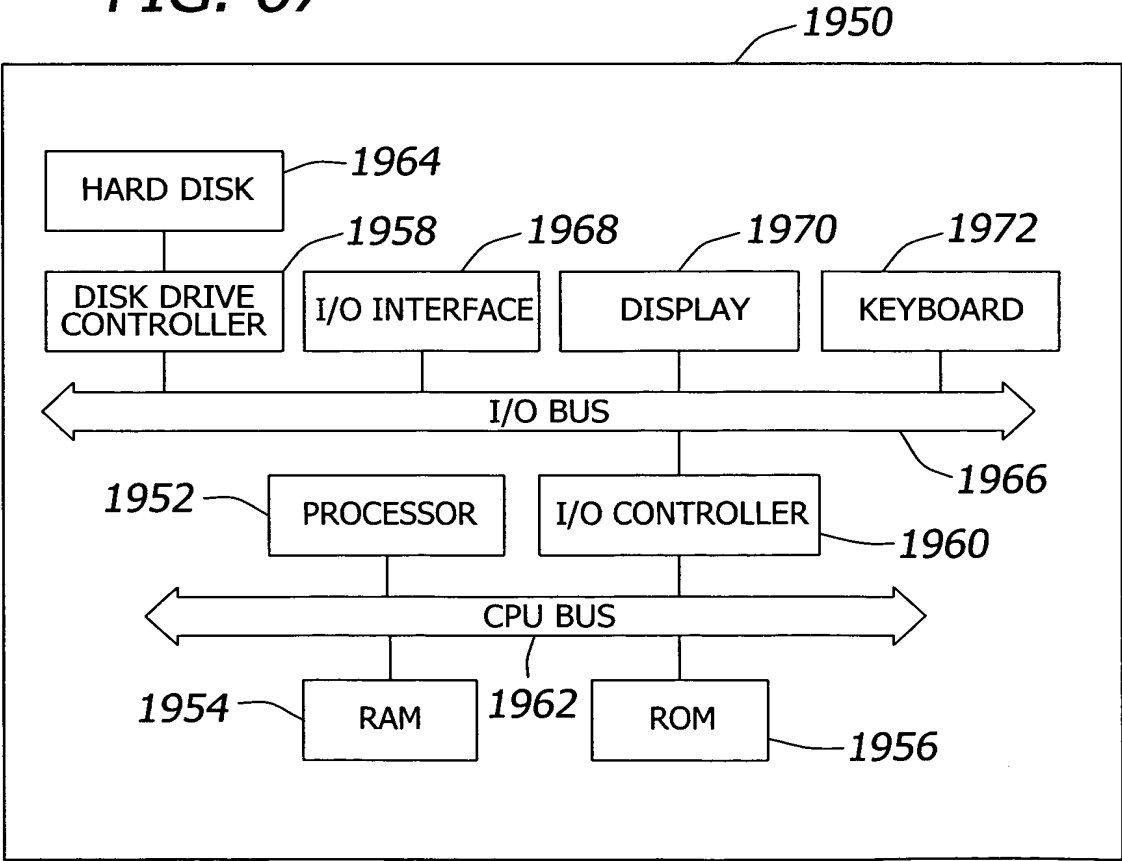 1950
HARD DISK
1964
1958
1968
1970
1972
DISK DRIVE
CONTROLLER
I/O INTERFACE
DISPLAY
KEYBOARD
I/O BUS
1966
1952
PROCESSOR
I/O CONTROLLER
1960
CPU BUS
1954
RAM
1962
ROM
1956